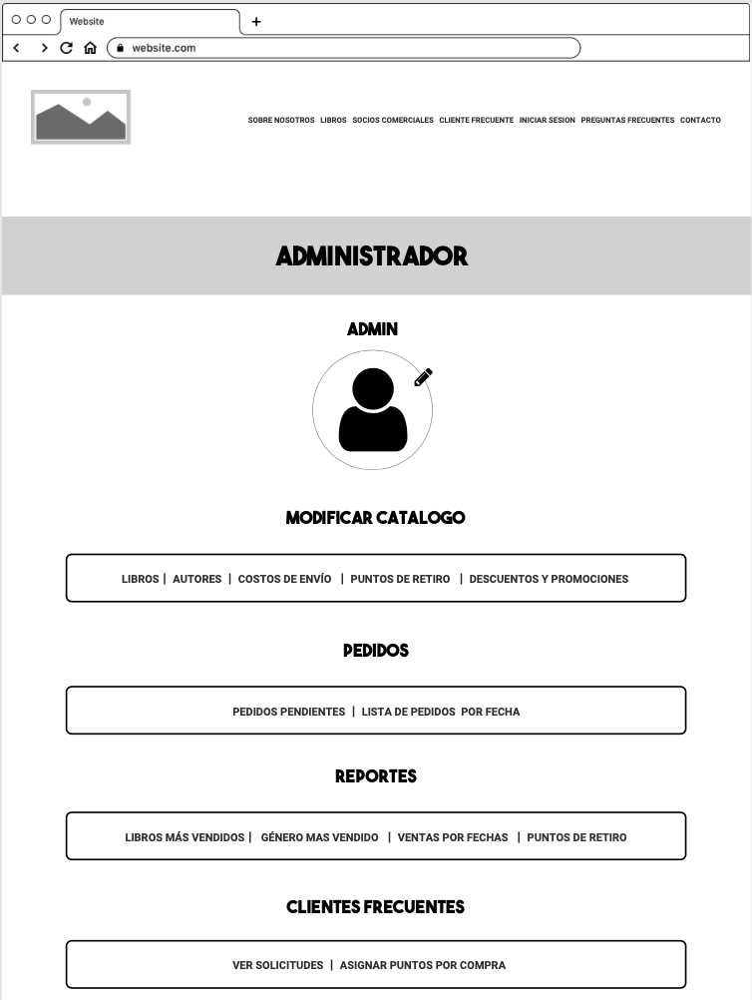 Website
website.com
SOBRE NOSOTROS LIBROS SOCIOS COMERCIALES CLIENTE FRECUENTE INICIAR SESION PREGUNTAS FRECUENTES CONTACTO
ADMINISTRADOR
ADMIN
MODIFICAR CATALOGO
LIBROS | AUTORES | COSTOS DE ENVÍO | PUNTOS DE RETIRO | DESCUENTOS Y PROMOCIONES
PEDIDOS
PEDIDOS PENDIENTES | LISTA DE PEDIDOS POR FECHA
REPORTES
LIBROS MÁS VENDIDOS | GÉNERO MAS VENDIDO | VENTAS POR FECHAS | PUNTOS DE RETIRO
CLIENTES FRECUENTES
VER SOLICITUDES | ASIGNAR PUNTOS POR COMPRA